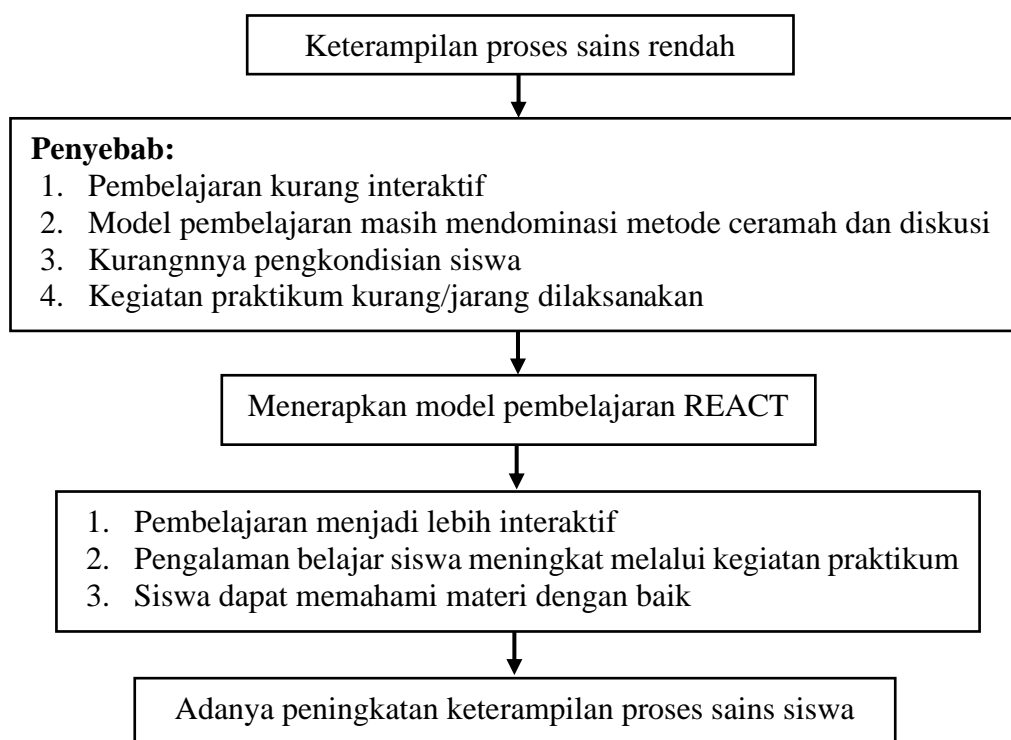 Keterampilan proses sains rendah
Penyebab:
1. Pembelajaran kurang interaktif
2. Model pembelajaran masih mendominasi metode ceramah dan diskusi
3. Kurangnnya pengkondisian siswa
4. Kegiatan praktikum kurang/jarang dilaksanakan
Menerapkan model pembelajaran REACT
1. Pembelajaran menjadi lebih interaktif
2. Pengalaman belajar siswa meningkat melalui kegiatan praktikum
3. Siswa dapat memahami materi dengan baik
Adanya peningkatan keterampilan proses sains siswa